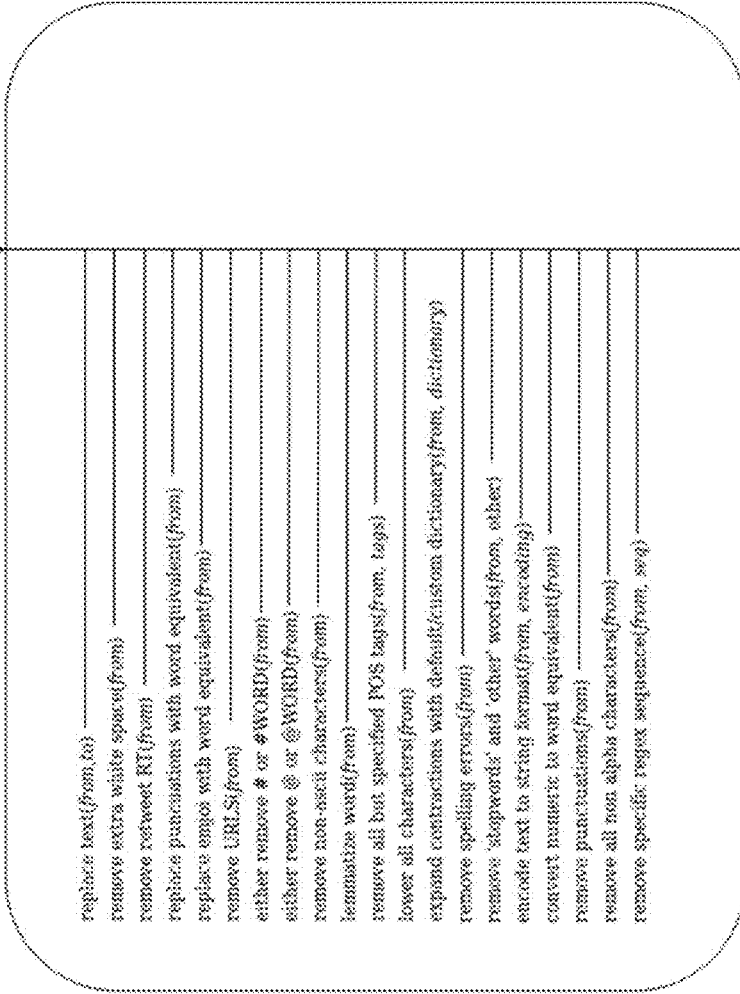 replace text(from,to)
remove extra white space(from)
remove retweet RT(from)
replace puncuations with word equivalent(from)
replace emjoi with word equivalent(from)
remove URLS(from)
either remove # or #WORD(from)
either remove @ or @WORD(from)
remove non-ascii characters(from)
lemmatize word(from)
remove all but specified POS tags(from, tags)
lower all characters(from)
expand contractions with default/custom dictionary(from, dictionary)
remove spelling errors(from)
remove 'stopwords' and 'other' words(from, other)
encode text to string format(from, encoding)
convert numeric to word equivalent(from)
remove punctuations(from)
remove all non alpha characters(from)
remove specific regex sequence(from, seq)